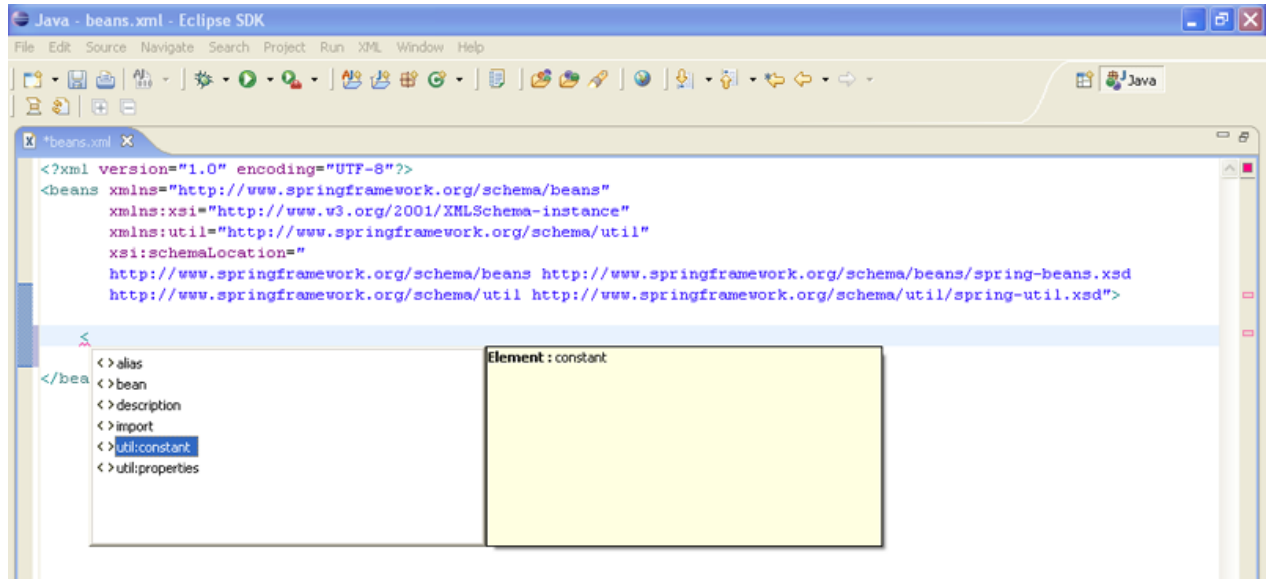 Java - beans.xml - Eclipse SDK
File Edit Source Navigate Search Project Run XML Window Help
Java
*beans.xml
<?xml version="1.0" encoding="UTF-8"?>
<beans xmlns="http://www.springframework.org/schema/beans"
xmlns:xsi="http://www.w3.org/2001/XMLSchema-instance"
xmlns:util="http://www.springframework.org/schema/util"
xsi:schemaLocation="
http://www.springframework.org/schema/beans http://www.springframework.org/schema/beans/spring-beans.xsd
http://www.springframework.org/schema/util http://www.springframework.org/schema/util/spring-util.xsd">
<
<> alias
Element : constant
</bea
<> bean
<> description
<> import
<> util:constant
<> util:properties